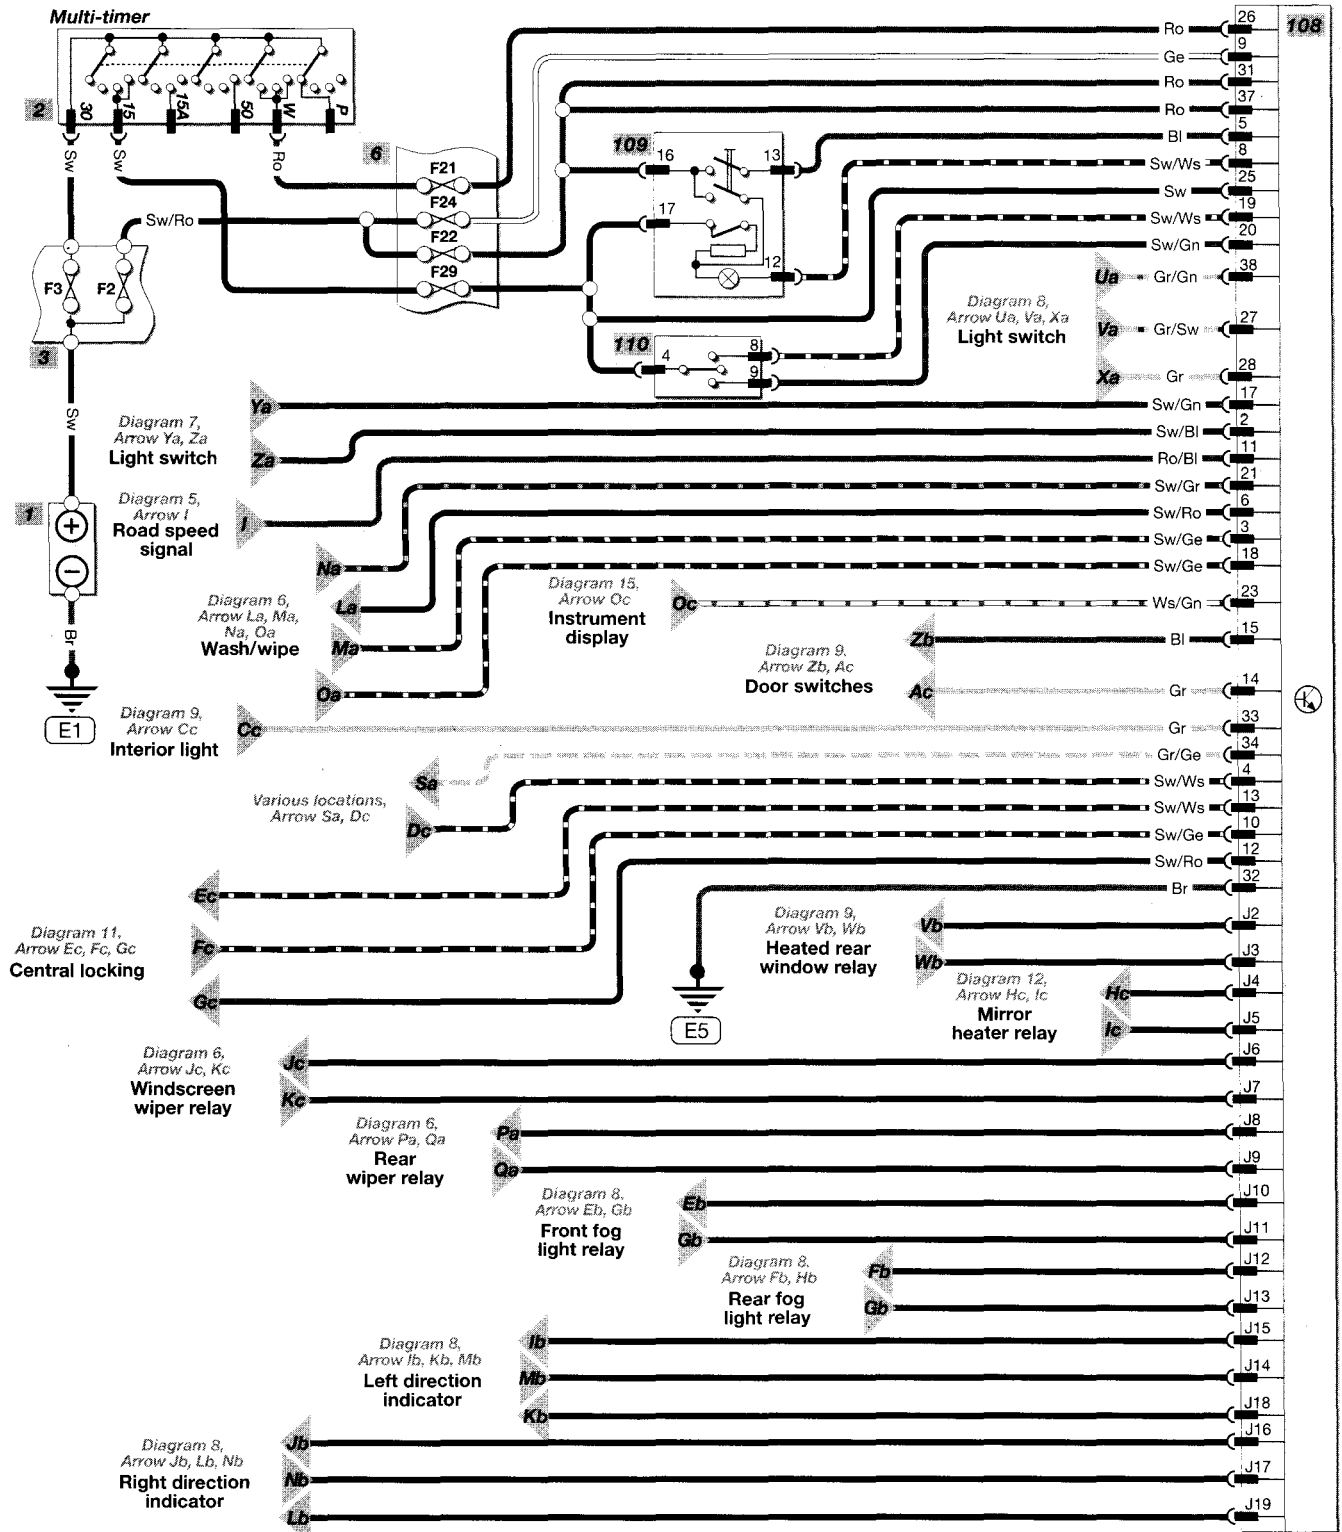 Multi-timer
108
2
30
15
15A
50
W
P
Sw
Sw
Ro
6
F21
F24
F22
F29
Sw/Ro
F3
F2
3
Sw
1
+
−
Br
E1
109
16
13
17
12
110
4
8
9
Ro
26
Ge
9
Ro
31
Ro
37
Bl
5
Sw/Ws
8
Sw
25
Sw/Ws
19
Sw/Gn
20
Ua
Gr/Gn
38
Diagram 8,
Arrow Ua, Va, Xa
Light switch
Va
Gr/Sw
27
Xa
Gr
28
Ya
Sw/Gn
17
Diagram 7,
Arrow Ya, Za
Light switch
Za
Sw/Bl
2
Ro/Bl
11
Diagram 5,
Arrow I
Road speed
signal
I
Sw/Gr
21
Sw/Ro
6
Sw/Ge
3
Sw/Ge
18
Na
La
Ma
Oa
Diagram 6,
Arrow La, Ma,
Na, Oa
Wash/wipe
Diagram 15,
Arrow Oc
Instrument
display
Oc
Ws/Gn
23
Diagram 9.
Arrow Zb, Ac
Door switches
Zb
Bl
15
Ac
Gr
14
Diagram 9,
Arrow Cc
Interior light
Cc
Gr
33
Gr/Ge
34
Sa
Various locations,
Arrow Sa, Dc
Dc
Sw/Ws
4
Sw/Ws
13
Sw/Ge
10
Sw/Ro
12
Br
32
Ec
Diagram 11,
Arrow Ec, Fc, Gc
Central locking
Fc
Gc
E5
Diagram 9,
Arrow Vb, Wb
Heated rear
window relay
Vb
J2
Wb
J3
Diagram 12,
Arrow Hc, Ic
Mirror
heater relay
Hc
J4
Ic
J5
Diagram 6,
Arrow Jc, Kc
Windscreen
wiper relay
Jc
J6
Kc
J7
Diagram 6,
Arrow Pa, Qa
Rear
wiper relay
Pa
J8
Qa
J9
Diagram 8.
Arrow Eb, Gb
Front fog
light relay
Eb
J10
Gb
J11
Diagram 8.
Arrow Fb, Hb
Rear fog
light relay
Fb
J12
Gb
J13
Diagram 8,
Arrow Ib, Kb, Mb
Left direction
indicator
Ib
J15
Mb
J14
Kb
J18
Diagram 8,
Arrow Jb, Lb, Nb
Right direction
indicator
Jb
J16
Nb
J17
Lb
J19